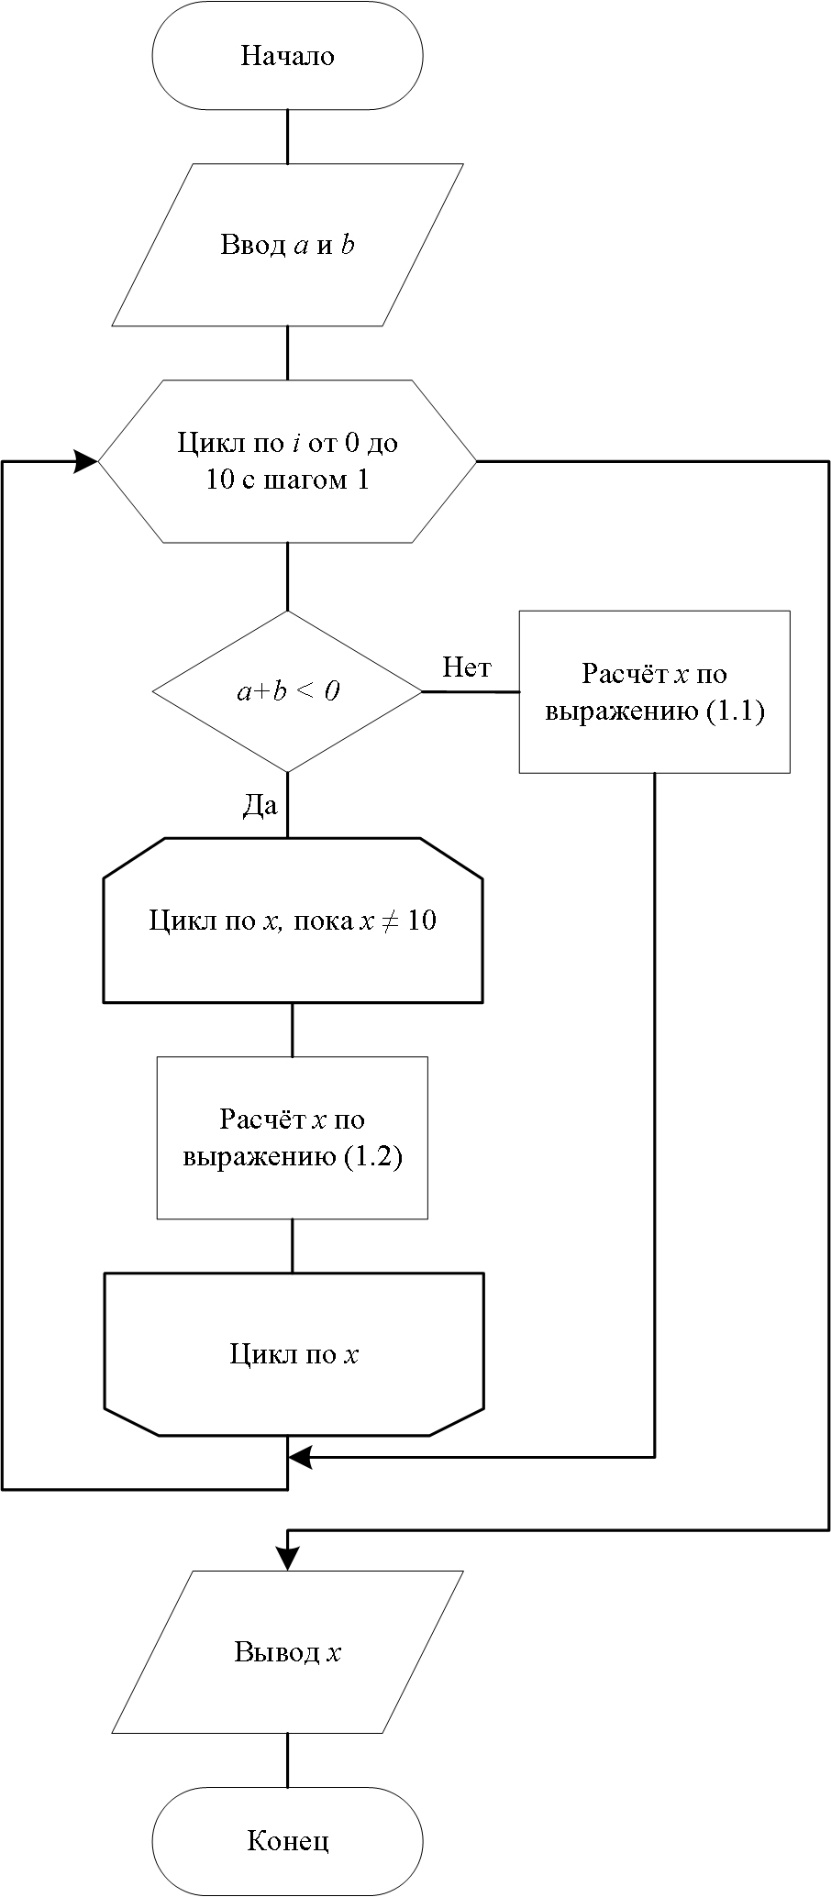 Начало
Ввод a и b
Цикл по i от 0 до
10 с шагом 1
a+b < 0
Нет
Расчёт x по
выражению (1.1)
Да
Цикл по x, пока x ≠ 10
Расчёт x по
выражению (1.2)
Цикл по x
Вывод x
Конец